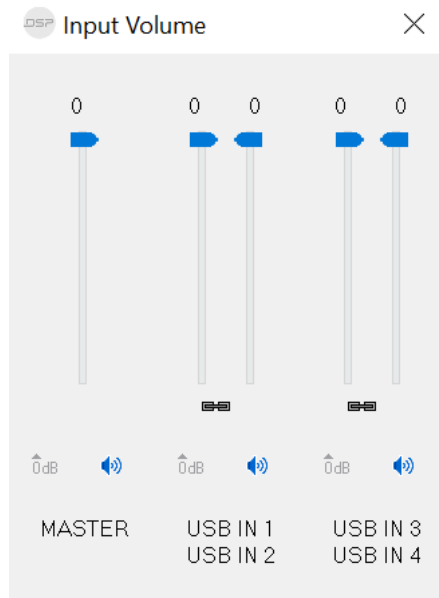 DSP Input Volume
0 0 0 0 0
0dB 0dB 0dB
MASTER USB IN 1 USB IN 3
USB IN 2 USB IN 4